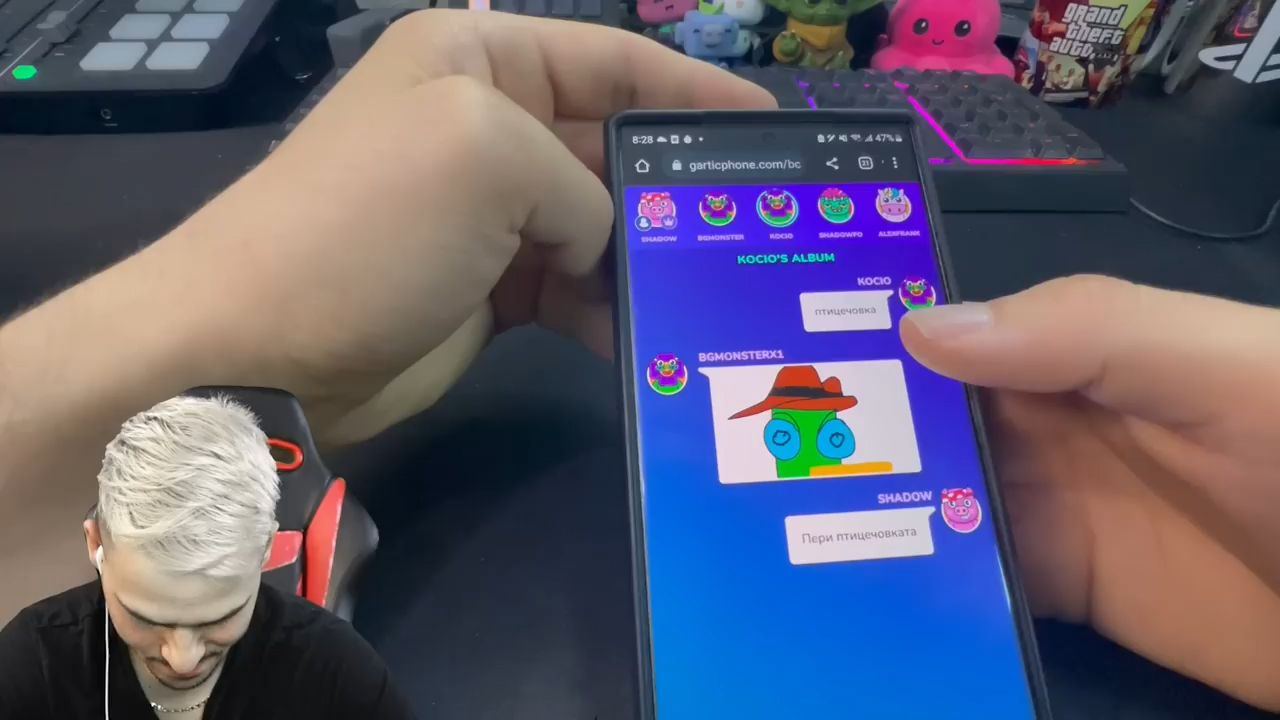 grand
theft
auto
8:28
47%
garticphone.com/bc
SHADOW
BGMONSTER
KOCIO
SHADOWFO
ALEXFRANK
KOCIO'S ALBUM
KOCIO
птицечовка
BGMONSTERX1
SHADOW
Пери птицечовката